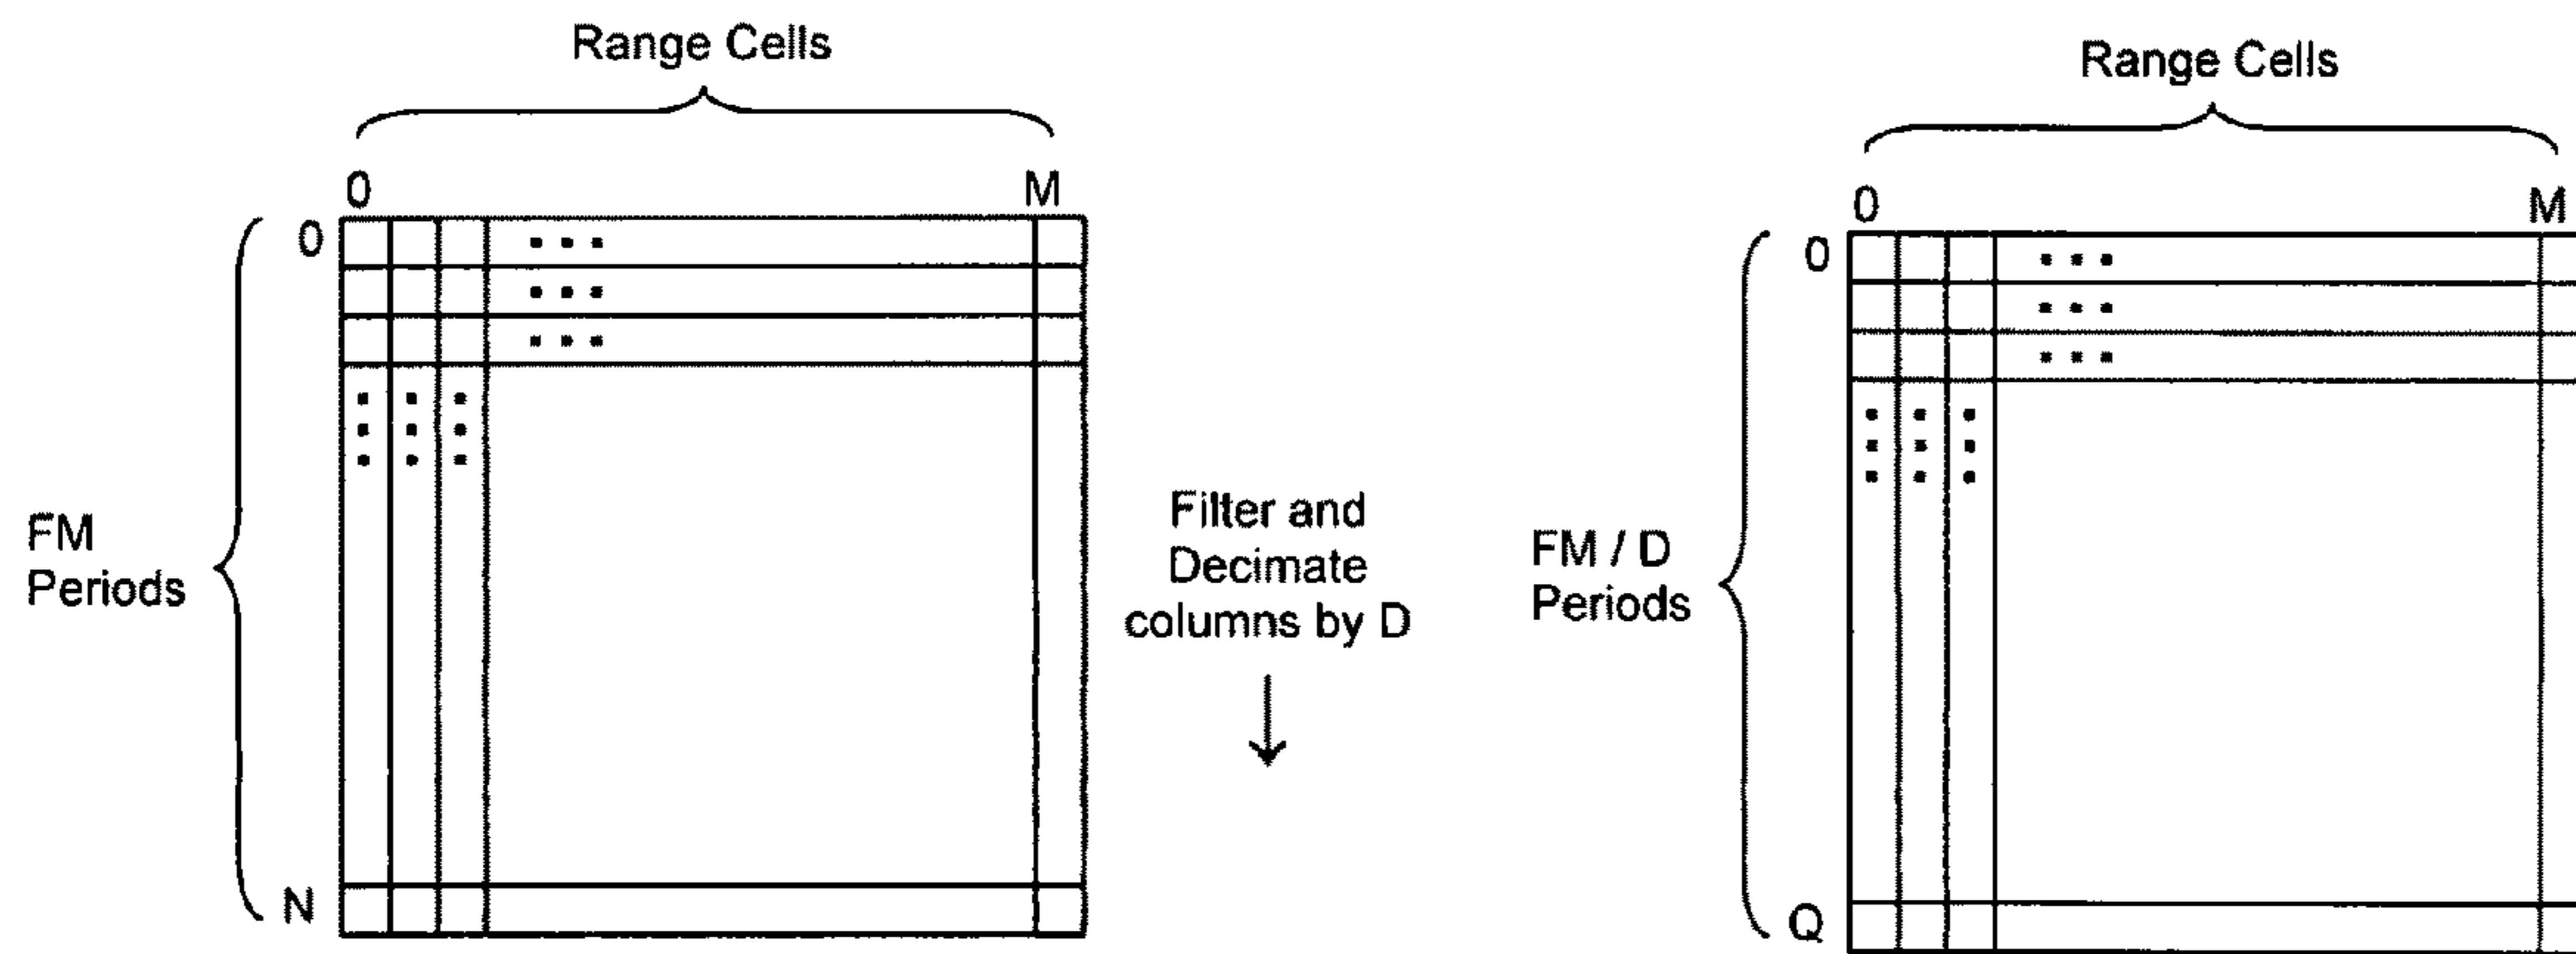 Range Cells
0
M
0
FM
Periods
N
Filter and
Decimate
columns by D
Range Cells
0
M
0
FM / D
Periods
Q